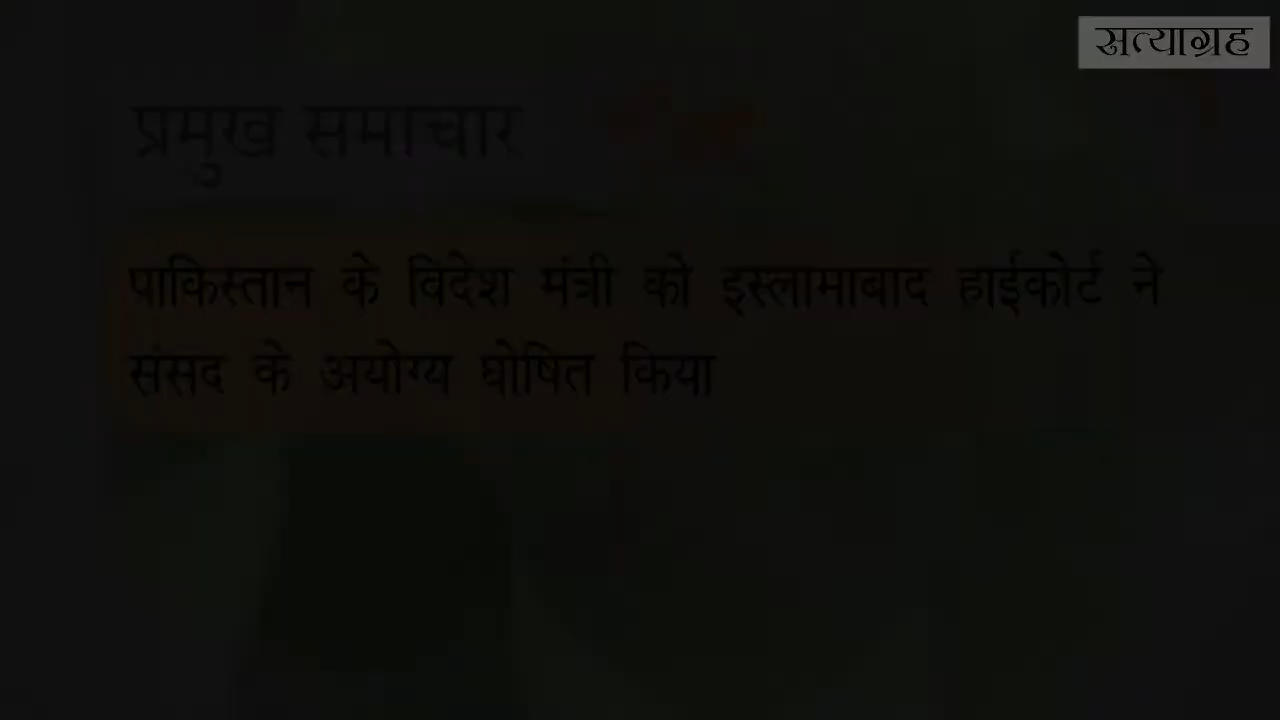 सत्याग्रह
प्रमुख समाचार
पाकिस्तान के विदेश मंत्री को इस्लामाबाद हाईकोर्ट ने
संसद के अयोग्य घोषित किया